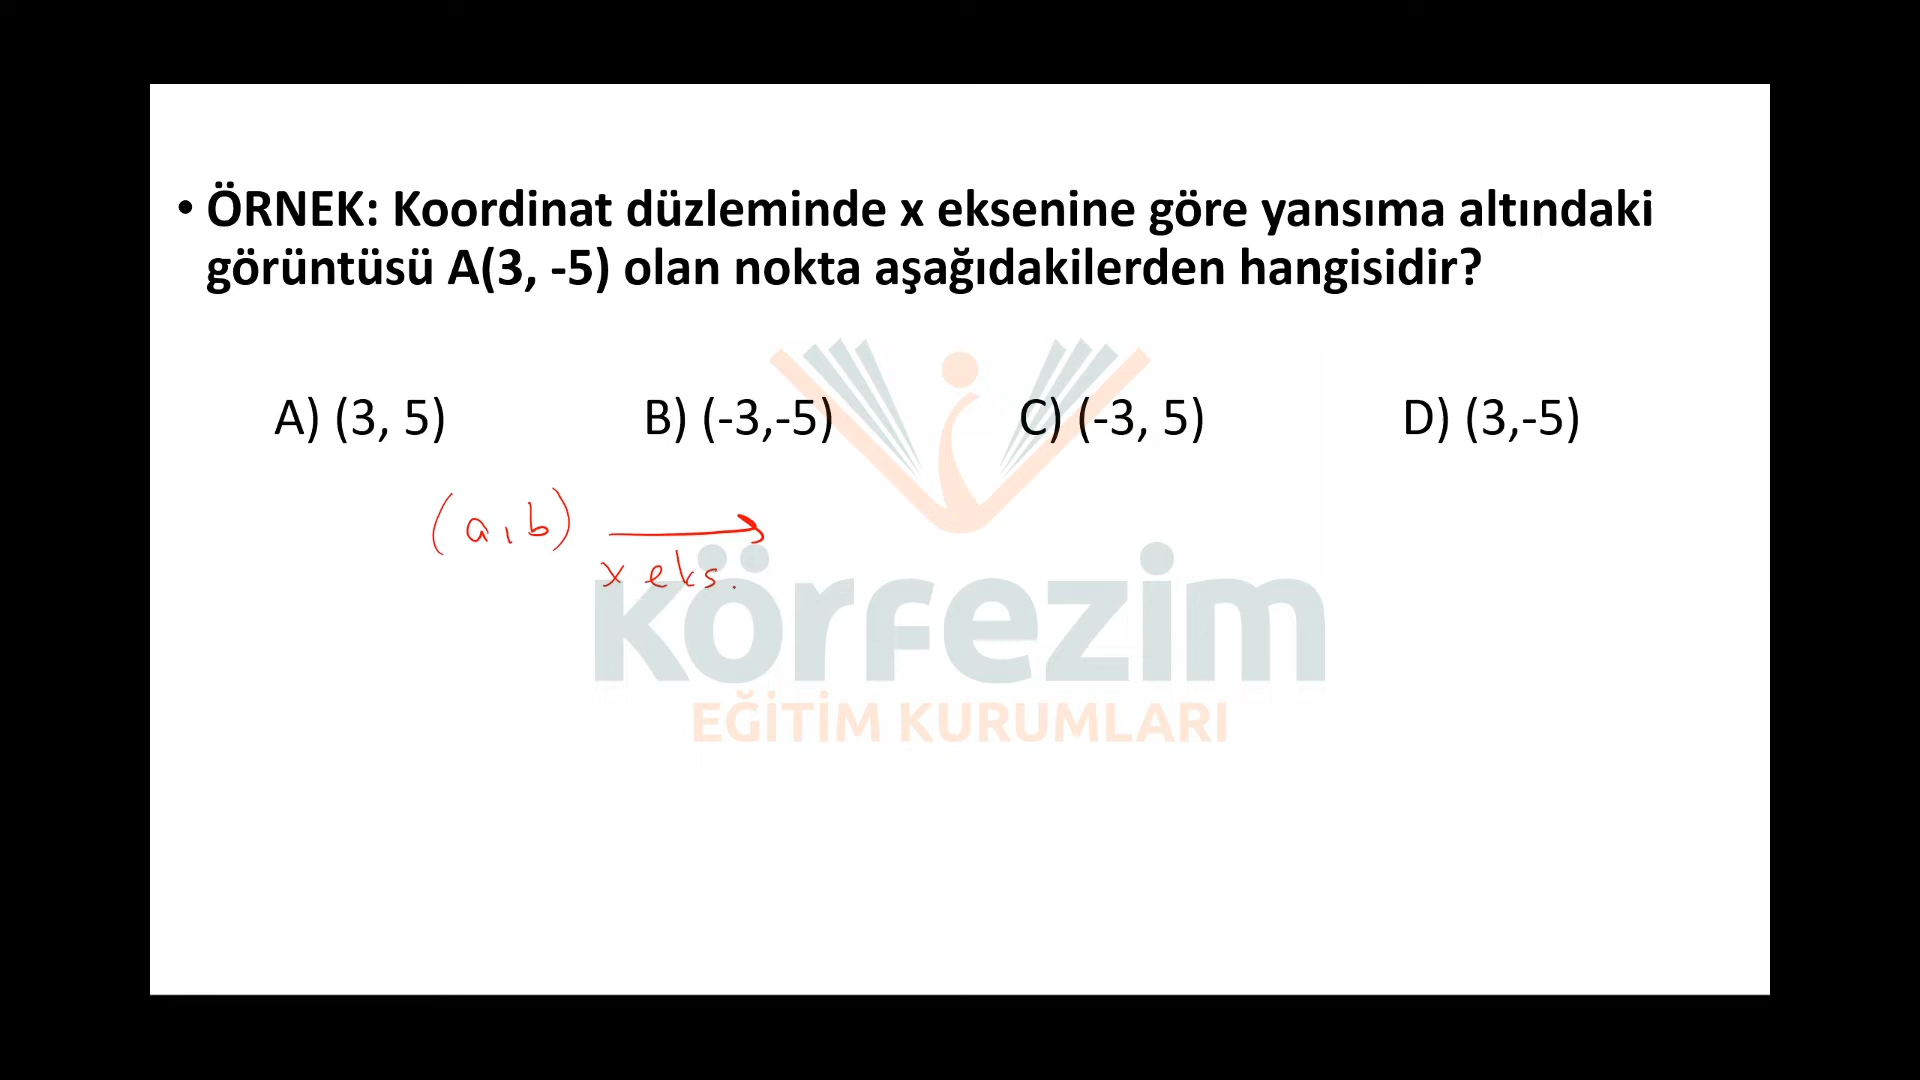 • ÖRNEK: Koordinat düzleminde x eksenine göre yansıma altındaki
görüntüsü A(3, -5) olan nokta aşağıdakilerden hangisidir?
A) (3, 5) B) (-3,-5) C) (-3, 5) D) (3,-5)
(a,b) →
x eks.
körfezim
EĞİTİM KURUMLARI